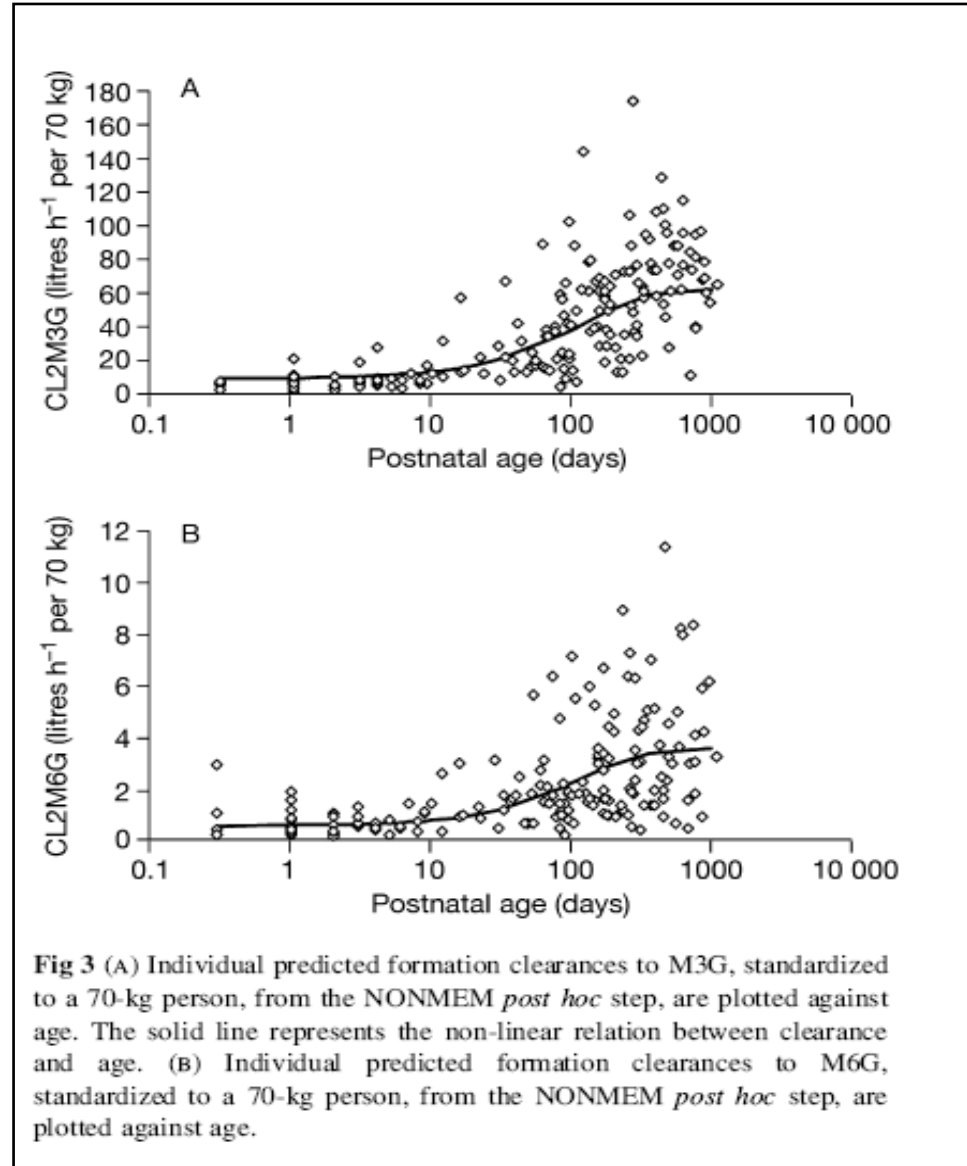 A
CL2M3G (litres h⁻¹ per 70 kg)
180
160
140
120
100
80
60
40
20
0
0.1 1 10 100 1000 10 000
Postnatal age (days)
B
CL2M6G (litres h⁻¹ per 70 kg)
12
10
8
6
4
2
0
0.1 1 10 100 1000 10 000
Postnatal age (days)
Fig 3 (A) Individual predicted formation clearances to M3G, standardized
to a 70-kg person, from the NONMEM post hoc step, are plotted against
age. The solid line represents the non-linear relation between clearance
and age. (B) Individual predicted formation clearances to M6G,
standardized to a 70-kg person, from the NONMEM post hoc step, are
plotted against age.